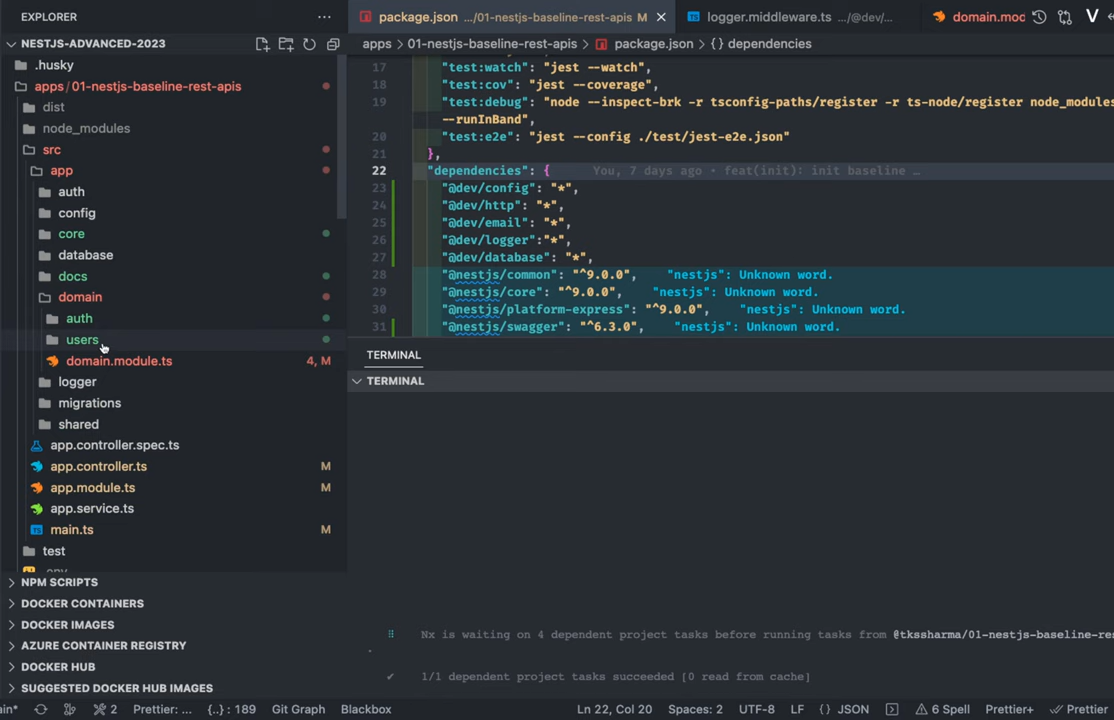 EXPLORER
package.json .../01-nestjs-baseline-rest-apis M
logger.middleware.ts .../@dev/...
domain.mod
NESTJS-ADVANCED-2023
apps > 01-nestjs-baseline-rest-apis > package.json > {} dependencies
.husky
apps / 01-nestjs-baseline-rest-apis
dist
node_modules
src
app
auth
config
core
database
docs
domain
auth
users
domain.module.ts 4, M
logger
migrations
shared
app.controller.spec.ts
app.controller.ts M
app.module.ts M
app.service.ts
main.ts M
test
NPM SCRIPTS
DOCKER CONTAINERS
DOCKER IMAGES
AZURE CONTAINER REGISTRY
DOCKER HUB
SUGGESTED DOCKER HUB IMAGES
17 "test:watch": "jest --watch",
18 "test:cov": "jest --coverage",
19 "test:debug": "node --inspect-brk -r tsconfig-paths/register -r ts-node/register node_modules
--runInBand",
20 "test:e2e": "jest --config ./test/jest-e2e.json"
21 },
22 "dependencies": { You, 7 days ago • feat(init): init baseline …
23 "@dev/config": "*",
24 "@dev/http": "*",
25 "@dev/email": "*",
26 "@dev/logger":"*",
27 "@dev/database": "*",
28 "@nestjs/common": "^9.0.0", "nestjs": Unknown word.
29 "@nestjs/core": "^9.0.0", "nestjs": Unknown word.
30 "@nestjs/platform-express": "^9.0.0", "nestjs": Unknown word.
31 "@nestjs/swagger": "^6.3.0", "nestjs": Unknown word.
TERMINAL
TERMINAL
Nx is waiting on 4 dependent project tasks before running tasks from @tkssharma/01-nestjs-baseline-re
✔ 1/1 dependent project tasks succeeded [0 read from cache]
ain* 2 Prettier: ... {..} : 189 Git Graph Blackbox Ln 22, Col 20 Spaces: 2 UTF-8 LF {} JSON 6 Spell Prettier+ Prettier